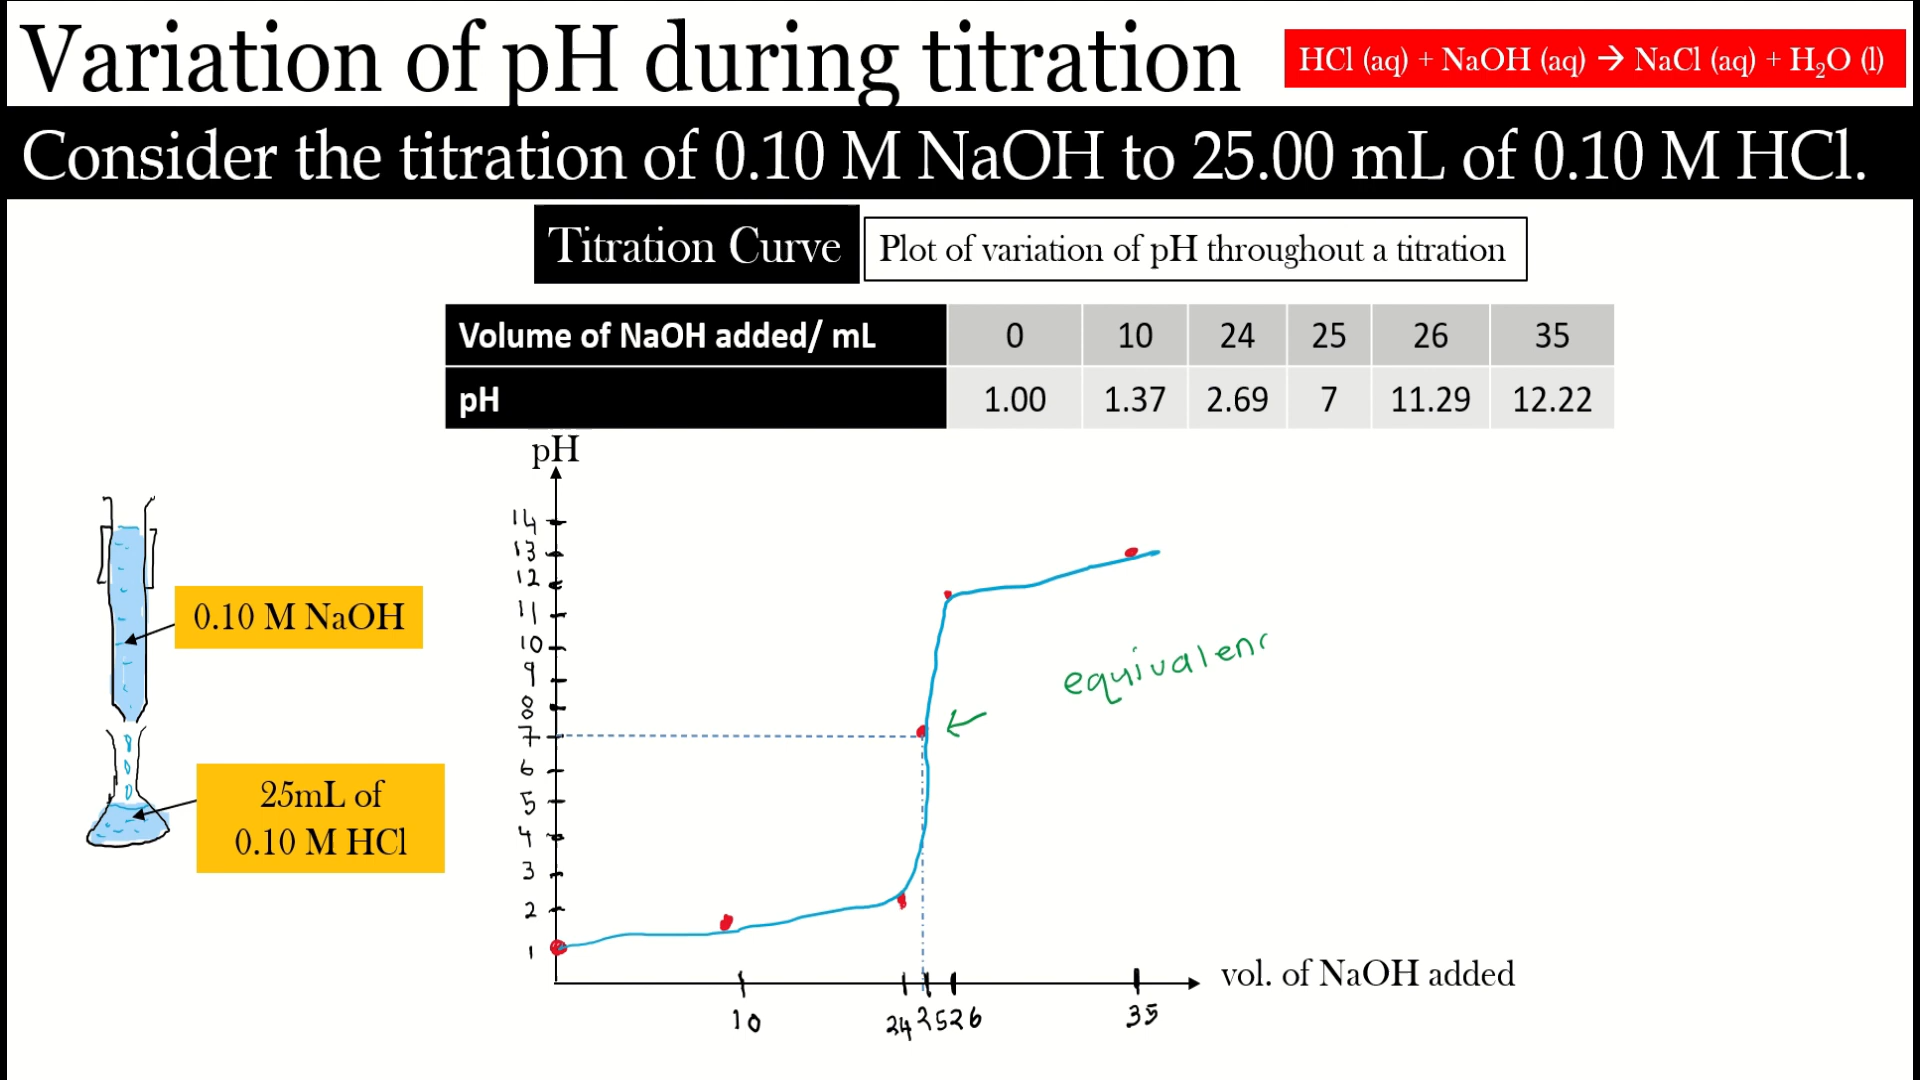 Variation of pH during titration
HCl (aq) + NaOH (aq) → NaCl (aq) + H₂O (l)
Consider the titration of 0.10 M NaOH to 25.00 mL of 0.10 M HCl.
Titration Curve
Plot of variation of pH throughout a titration
Volume of NaOH added/ mL 0 10 24 25 26 35
pH 1.00 1.37 2.69 7 11.29 12.22
pH
14
13
12
11
10
9
8
7
6
5
4
3
2
1
0.10 M NaOH
25mL of
0.10 M HCl
equivalen
vol. of NaOH added
10 24 25 26 35